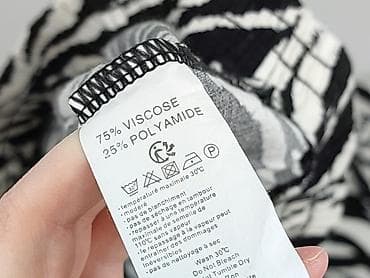 75% VISCOSE
25% POLYAMIDE
• température maximale 30°C
modéré
• pas de blanchiment
• pas de séchage en tambour
• repasser à une température
maximale de semelle de
110°C sans vapeur
• le repassage à la vapeur peut
entraîner des dommages
irréversibles
• pas de nettoyage à sec
Wash 30°C
Do Not Bleach
Tumble Dry